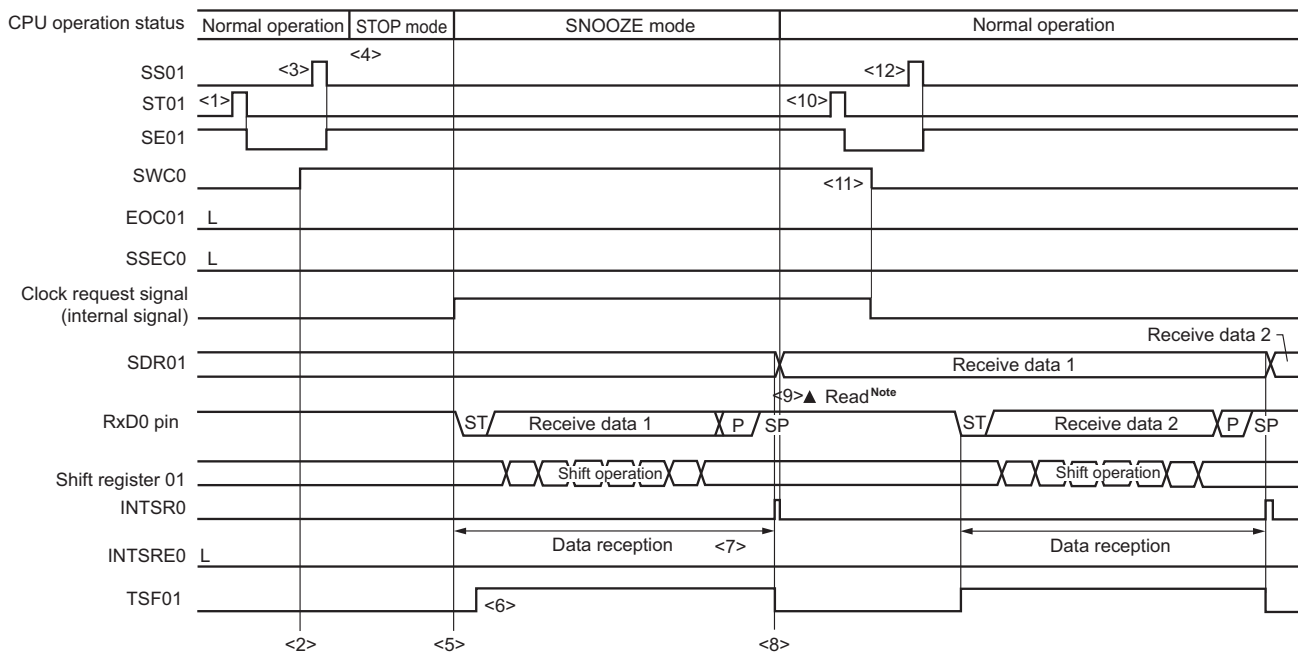 CPU operation status Normal operation STOP mode SNOOZE mode Normal operation
<4>
SS01 <3> <12>
ST01 <1> <10>
SE01
SWC0 <11>
EOC01 L
SSEC0 L
Clock request signal
(internal signal)
Receive data 2
SDR01 Receive data 1
<9>▲ Read Note
RxD0 pin ST Receive data 1 P SP ST Receive data 2 P SP
Shift register 01 Shift operation Shift operation
INTSR0
Data reception <7> Data reception
INTSRE0 L
TSF01 <6>
<2> <5> <8>